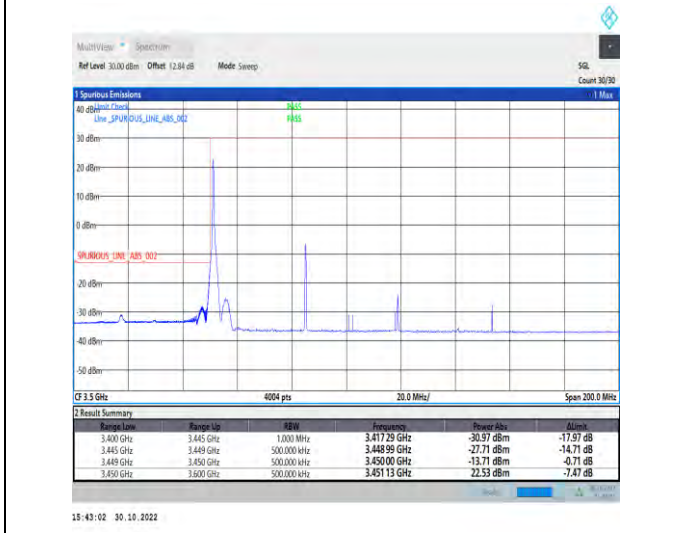 MultiView Spectrum
Ref Level 30.00 dBm Offset 12.84 dB Mode Sweep SGL
Count 30/30
1 Spurious Emissions 1 Max
40 dBm Limit Check PASS
Line _SPURIOUS_LINE_ABS_002 PASS
30 dBm
20 dBm
10 dBm
0 dBm
_SPURIOUS_LINE_ABS_002
-20 dBm
-30 dBm
-40 dBm
-50 dBm
CF 3.5 GHz 4004 pts 20.0 MHz/ Span 200.0 MHz
2 Result Summary
Range Low Range Up RBW Frequency Power Abs ΔLimit
3.400 GHz 3.445 GHz 1.000 MHz 3.417 29 GHz -30.97 dBm -17.97 dB
3.445 GHz 3.449 GHz 500.000 kHz 3.448 99 GHz -27.71 dBm -14.71 dB
3.449 GHz 3.450 GHz 500.000 kHz 3.450 00 GHz -13.71 dBm -0.71 dB
3.450 GHz 3.600 GHz 500.000 kHz 3.451 13 GHz 22.53 dBm -7.47 dB
15:43:02 30.10.2022